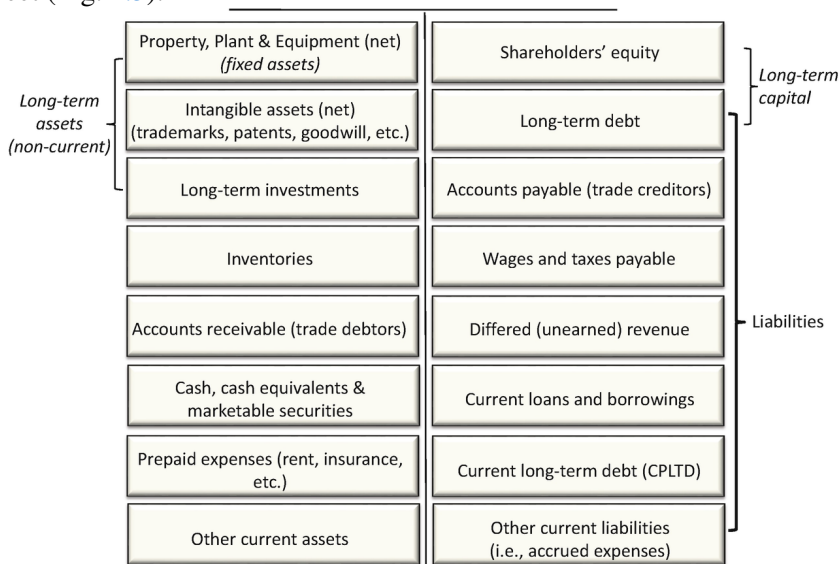 Property, Plant & Equipment (net)
(fixed assets)
Shareholders' equity
Long-term
capital
Long-term
assets
(non-current)
Intangible assets (net)
(trademarks, patents, goodwill, etc.)
Long-term debt
Long-term investments
Accounts payable (trade creditors)
Inventories
Wages and taxes payable
Accounts receivable (trade debtors)
Differed (unearned) revenue
Liabilities
Cash, cash equivalents &
marketable securities
Current loans and borrowings
Prepaid expenses (rent, insurance,
etc.)
Current long-term debt (CPLTD)
Other current assets
Other current liabilities
(i.e., accrued expenses)